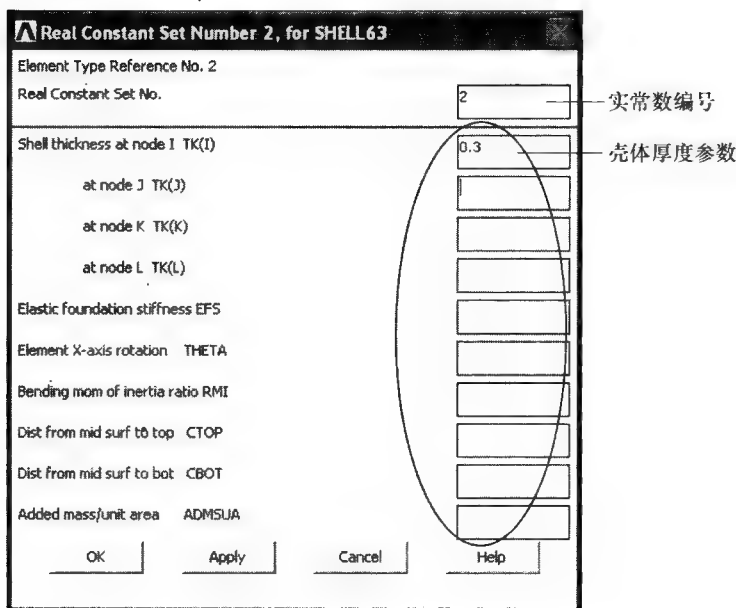 Real Constant Set Number 2, for SHELL63
Element Type Reference No. 2
Real Constant Set No.
2
实常数编号
Shell thickness at node I TK(I)
0.3
壳体厚度参数
at node J TK(J)
at node K TK(K)
at node L TK(L)
Elastic foundation stiffness EFS
Element X-axis rotation THETA
Bending mom of inertia ratio RMI
Dist from mid surf to top CTOP
Dist from mid surf to bot CBOT
Added mass/unit area ADMSUA
OK
Apply
Cancel
Help